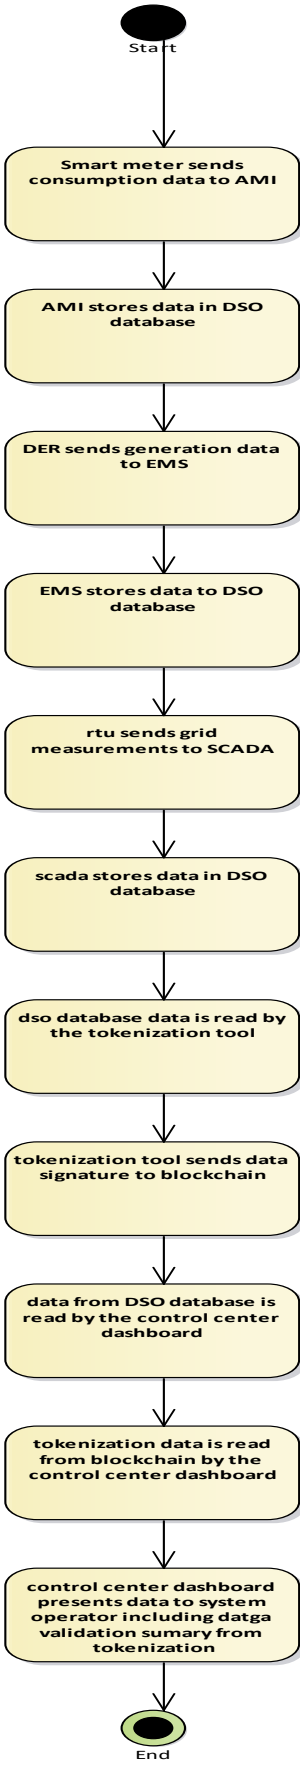 Start
Smart meter sends
consumption data to AMI
AMI stores data in DSO
database
DER sends generation data
to EMS
EMS stores data to DSO
database
rtu sends grid
measurements to SCADA
scada stores data in DSO
database
dso database data is read by
the tokenization tool
tokenization tool sends data
signature to blockchain
data from DSO database is
read by the control center
dashboard
tokenization data is read
from blockchain by the
control center dashboard
control center dashboard
presents data to system
operator including datga
validation sumary from
tokenization
End